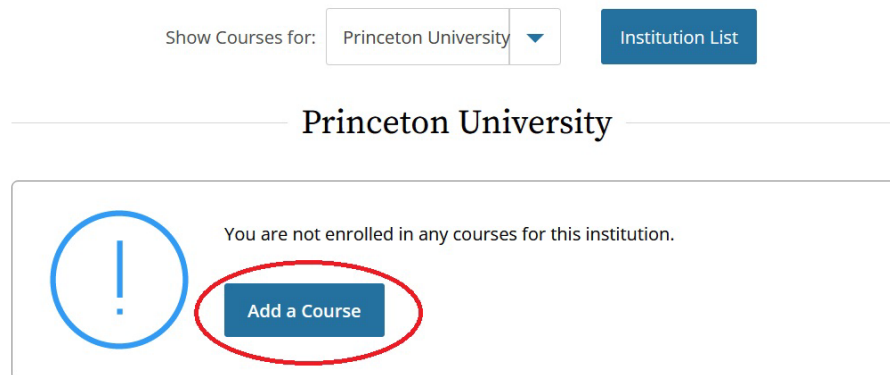 Show Courses for: Princeton University Institution List
Princeton University
You are not enrolled in any courses for this institution.
Add a Course